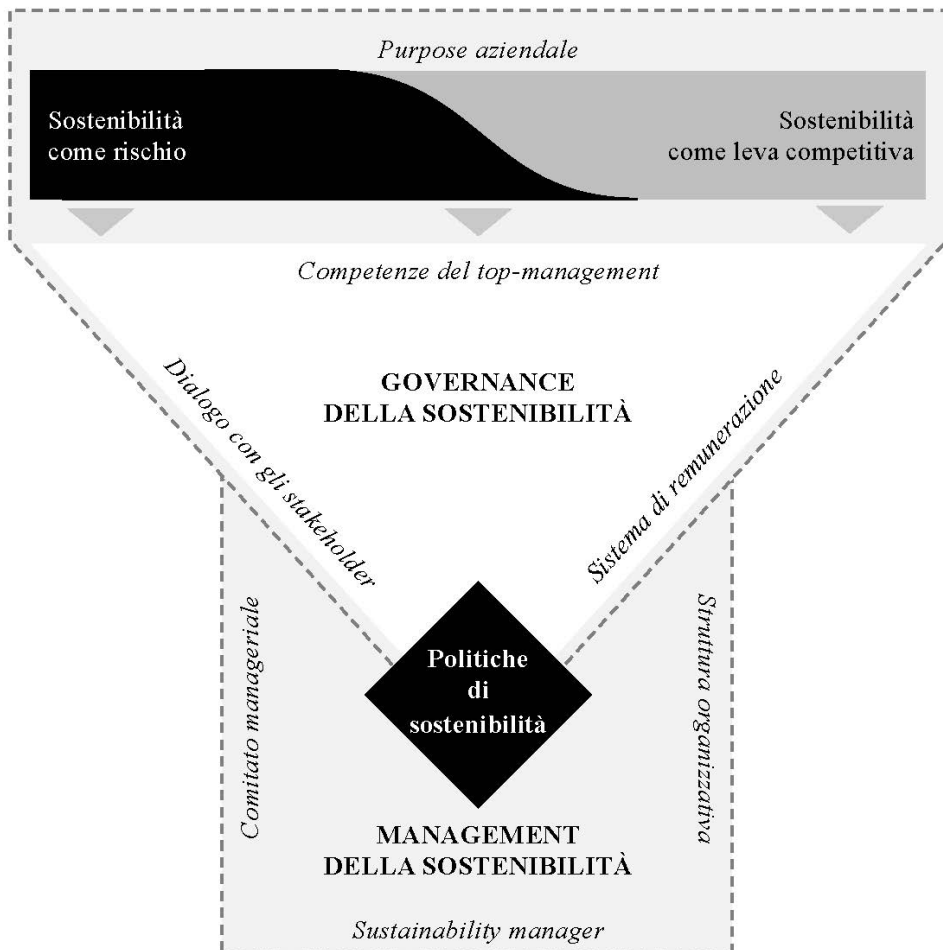 Purpose aziendale
Sostenibilità
come rischio
Sostenibilità
come leva competitiva
Competenze del top-management
GOVERNANCE
DELLA SOSTENIBILITÀ
Dialogo con gli stakeholder
Sistema di remunerazione
Politiche
di
sostenibilità
Comitato manageriale
Struttura organizzativa
MANAGEMENT
DELLA SOSTENIBILITÀ
Sustainability manager